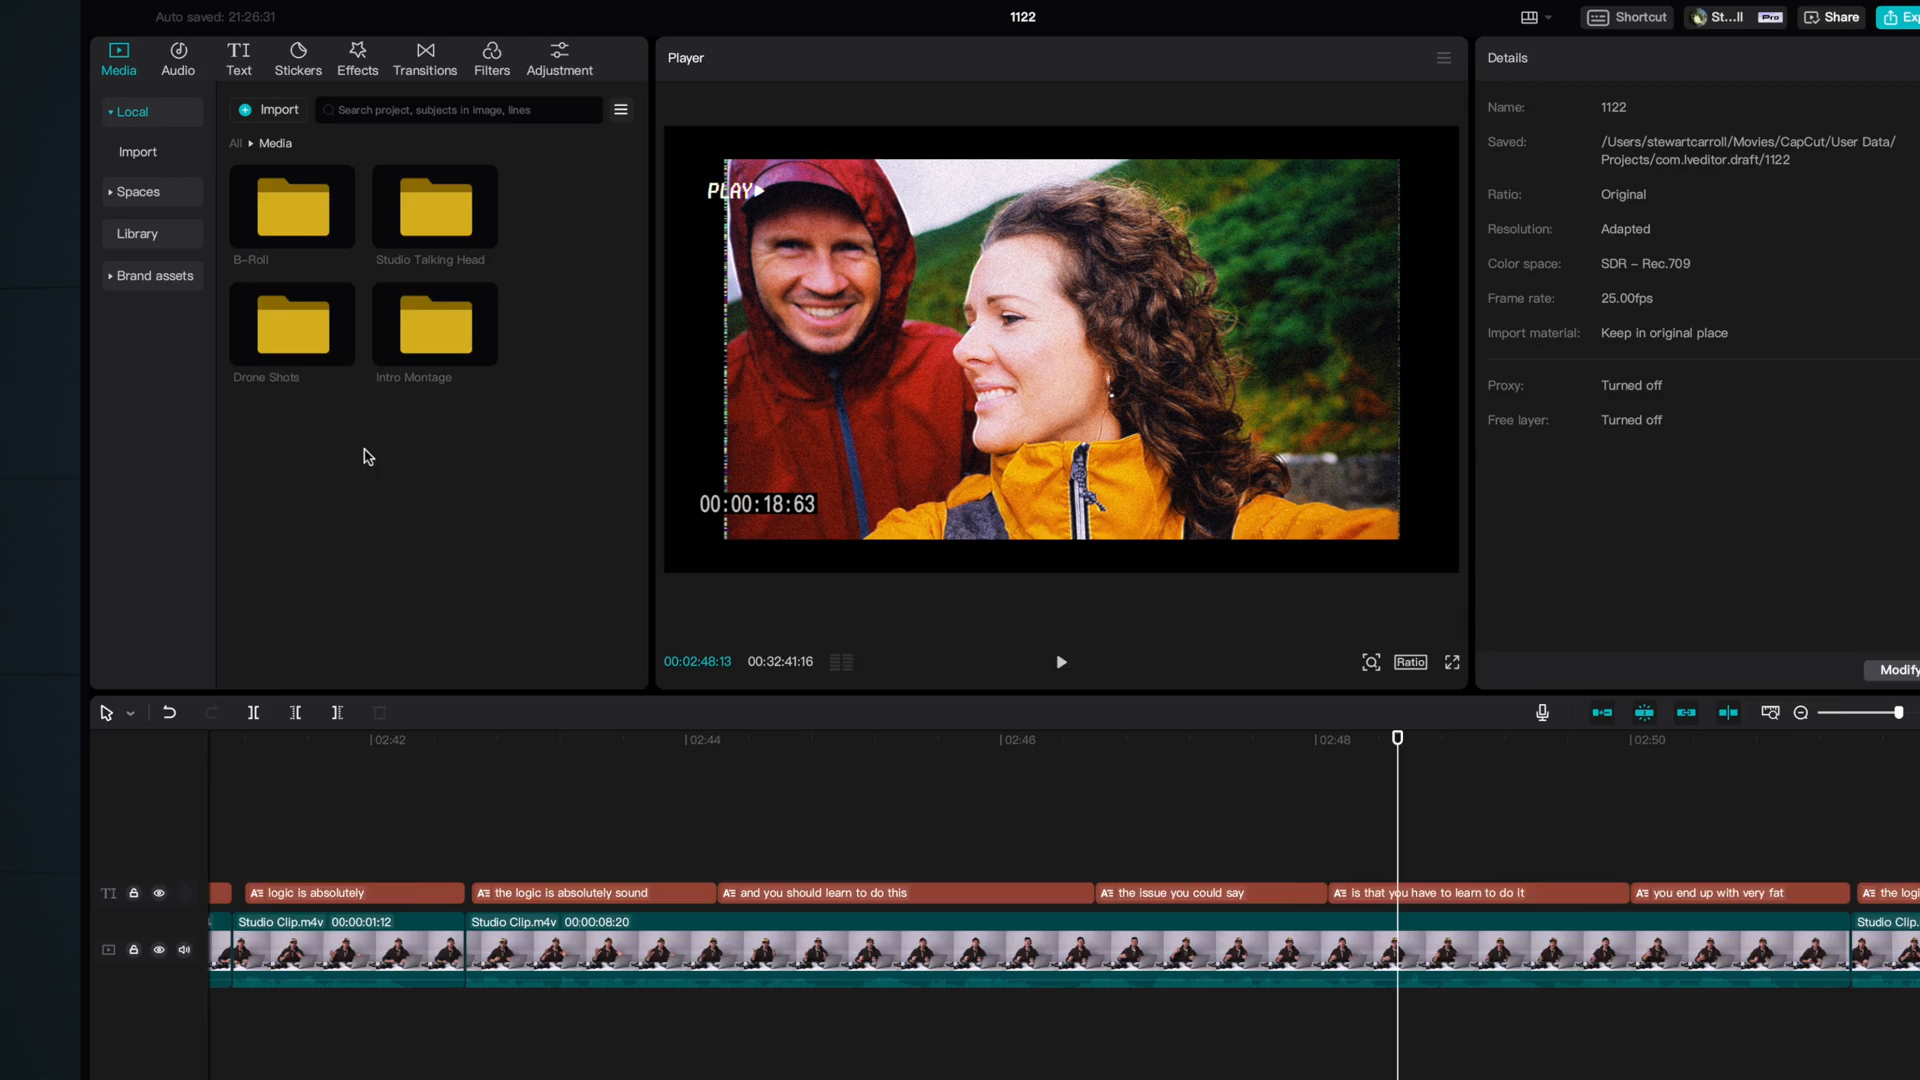 Auto saved: 21:26:31
1122
Shortcut
St...ll
Pro
Share
Media
Audio
TI
Text
Stickers
Effects
Transitions
Filters
Adjustment
Player
Details
Local
Import
Search project, subjects in image, lines
Import
Spaces
Library
Brand assets
All
Media
B-Roll
Studio Talking Head
Drone Shots
Intro Montage
PLAY
00:00:18:63
00:02:48:13
00:32:41:16
Ratio
Name:
1122
Saved:
/Users/stewartcarroll/Movies/CapCut/User Data/
Projects/com.lveditor.draft/1122
Ratio:
Original
Resolution:
Adapted
Color space:
SDR – Rec.709
Frame rate:
25.00fps
Import material:
Keep in original place
Proxy:
Turned off
Free layer:
Turned off
Modify
02:42
02:44
02:46
02:48
02:50
TI
logic is absolutely
the logic is absolutely sound
and you should learn to do this
the issue you could say
is that you have to learn to do it
you end up with very fat
the logi
Studio Clip.m4v 00:00:01:12
Studio Clip.m4v 00:00:08:20
Studio Clip.